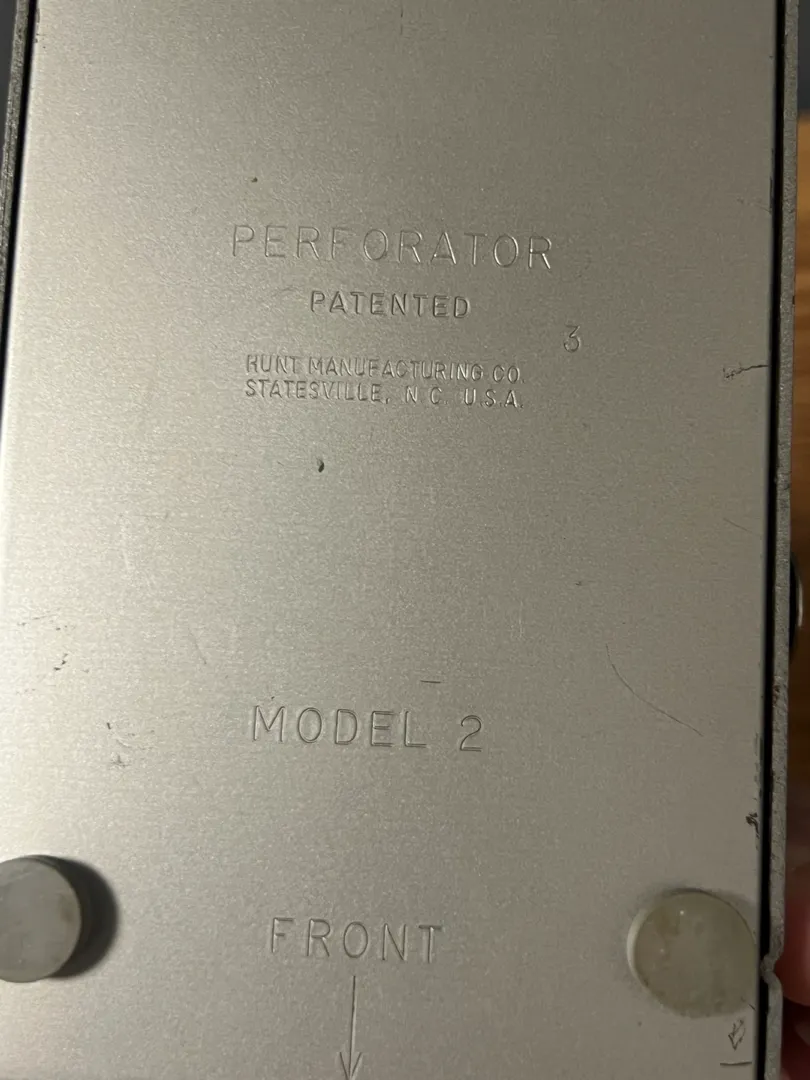 PERFORATOR
PATENTED
3
HUNT MANUFACTURING CO.
STATESVILLE, N.C. U.S.A.
MODEL 2
FRONT